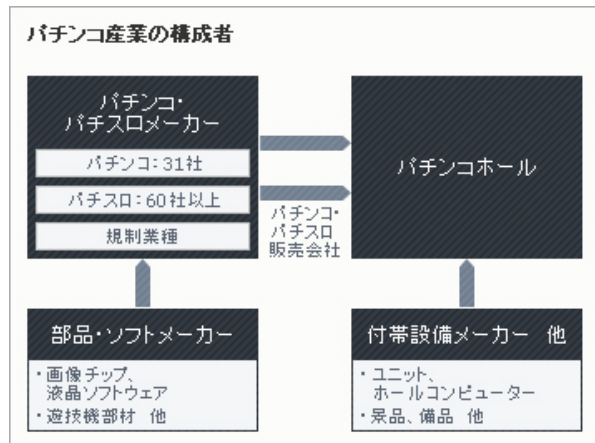 パチンコ産業の構成者
パチンコ・
パチスロメーカー
パチンコ：31社
パチスロ：60社以上
規制業種
パチンコ・
パチスロ
販売会社
パチンコホール
部品・ソフトメーカー
・画像チップ、
液晶ソフトウェア
・遊技機部材 他
付帯設備メーカー 他
・ユニット、
ホールコンピューター
・景品、備品 他